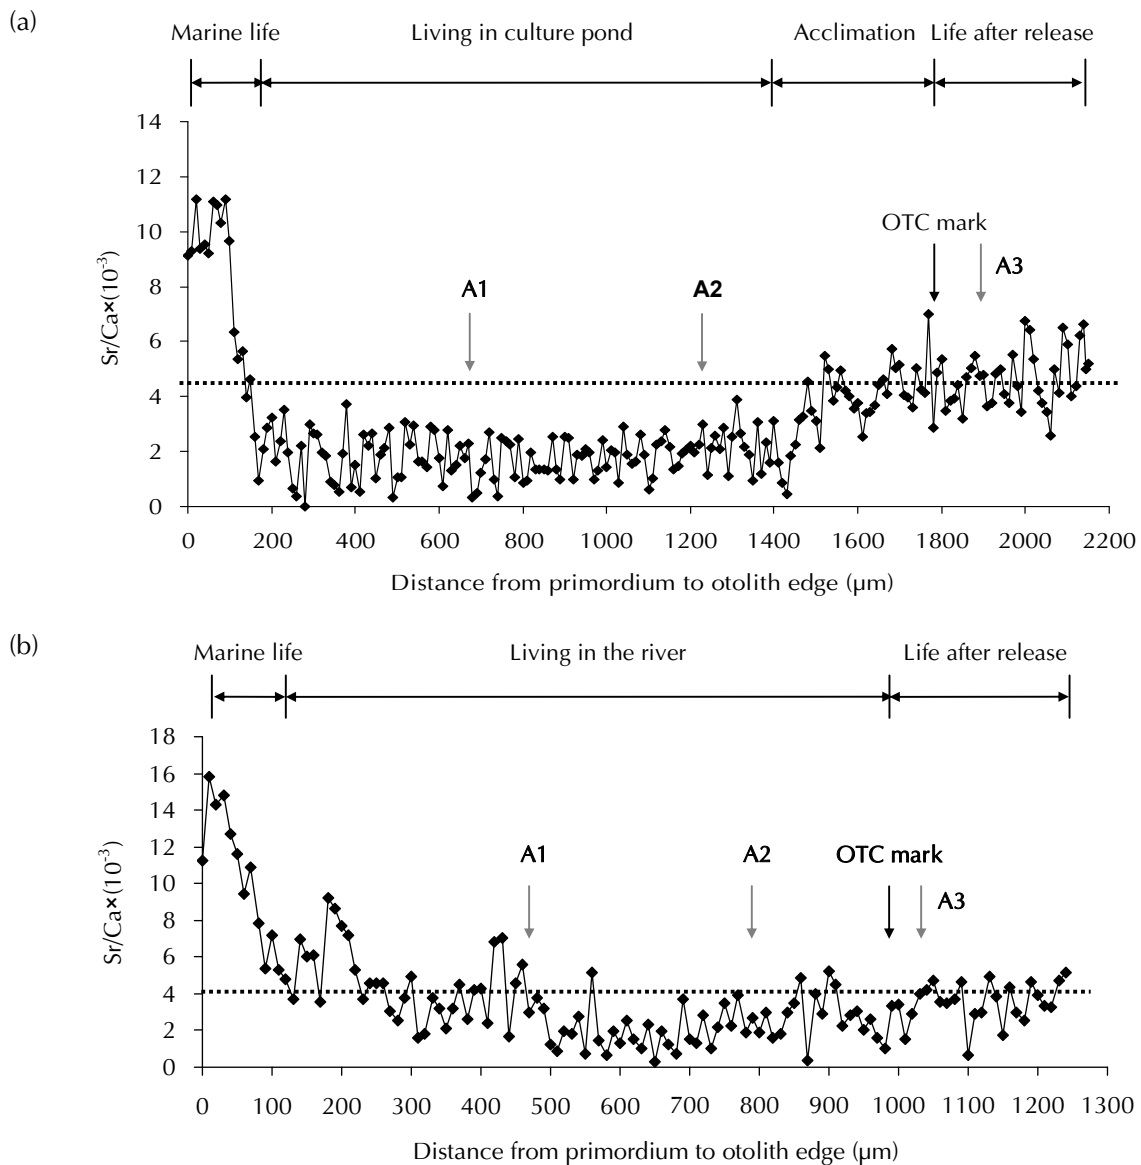 (a)
Marine life Living in culture pond Acclimation Life after release
14
12
10
8
6
4
2
0
Sr/Ca×(10⁻³)
OTC mark
A1 A2 A3
0 200 400 600 800 1000 1200 1400 1600 1800 2000 2200
Distance from primordium to otolith edge (µm)
(b)
Marine life Living in the river Life after release
18
16
14
12
10
8
6
4
2
0
Sr/Ca×(10⁻³)
A1 A2 OTC mark
A3
0 100 200 300 400 500 600 700 800 900 1000 1100 1200 1300
Distance from primordium to otolith edge (µm)